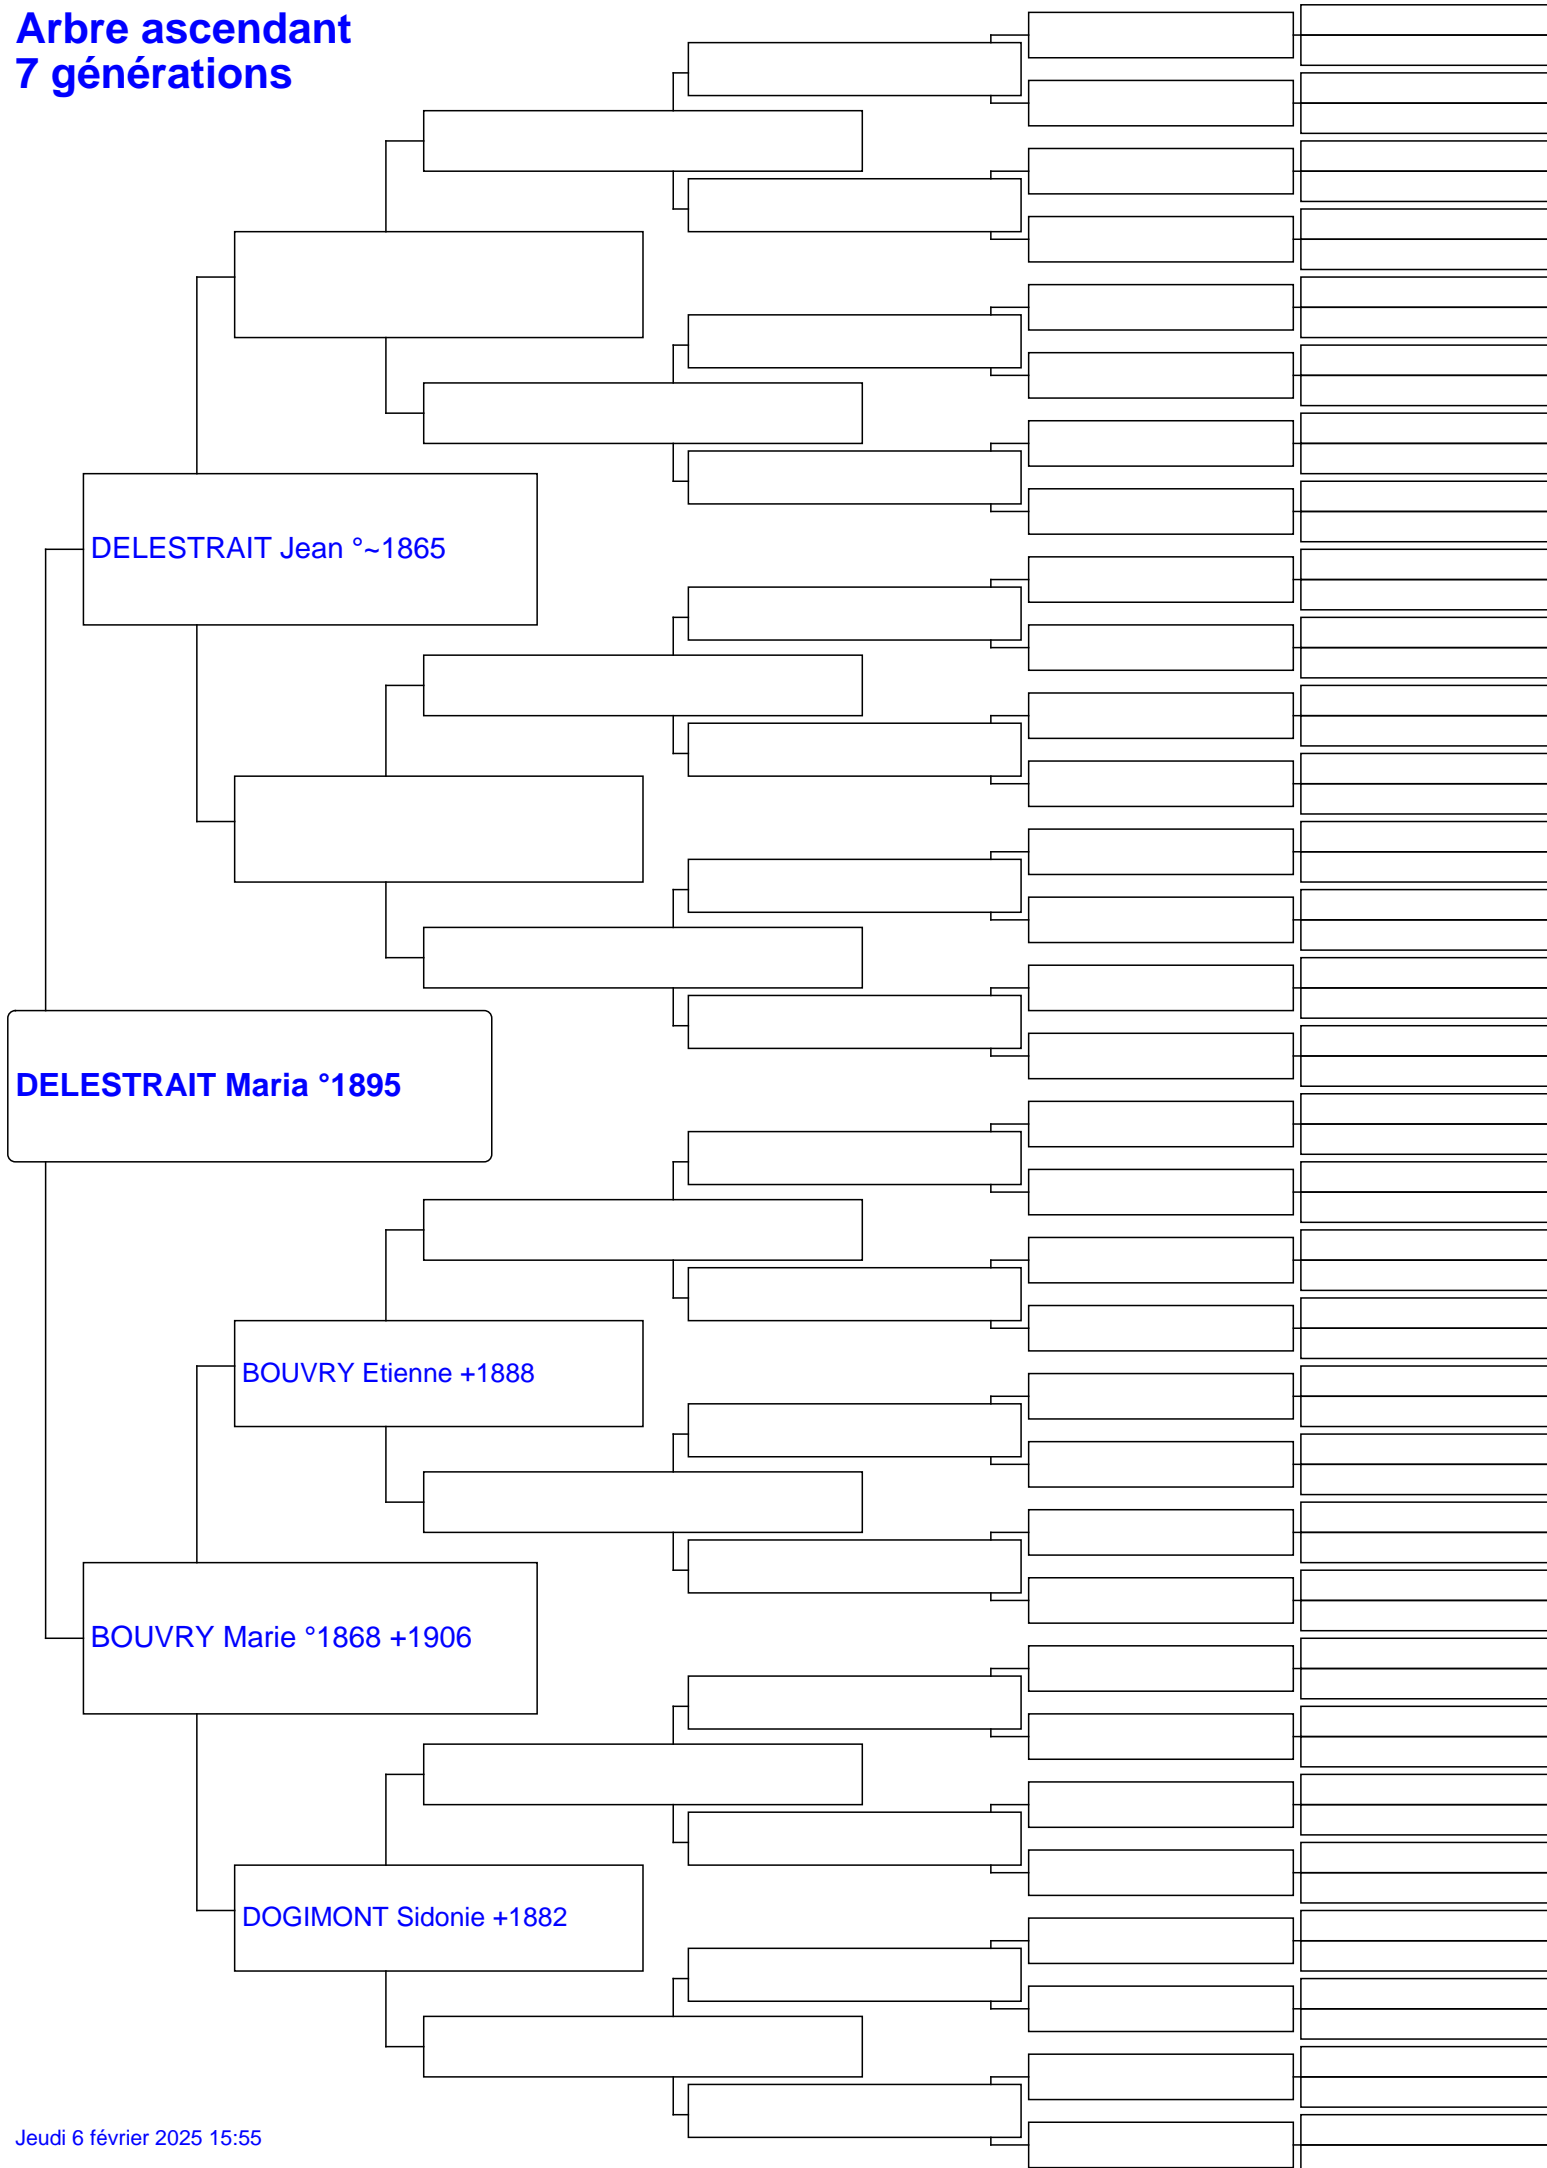 Arbre ascendant
7 générations
DELESTRAIT Jean °~1865
DELESTRAIT Maria °1895
BOUVRY Etienne +1888
BOUVRY Marie °1868 +1906
DOGIMONT Sidonie +1882
Jeudi 6 février 2025 15:55